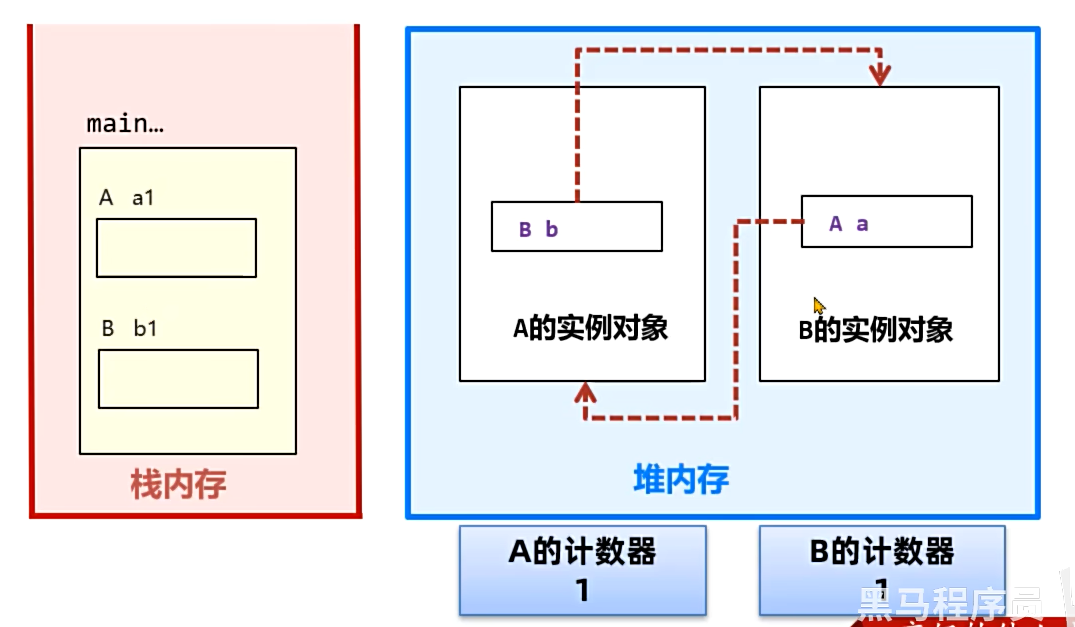 main…
A a1
B b1
栈内存
B b
A的实例对象
A a
B的实例对象
堆内存
A的计数器
1
B的计数器
1
黑马程序员